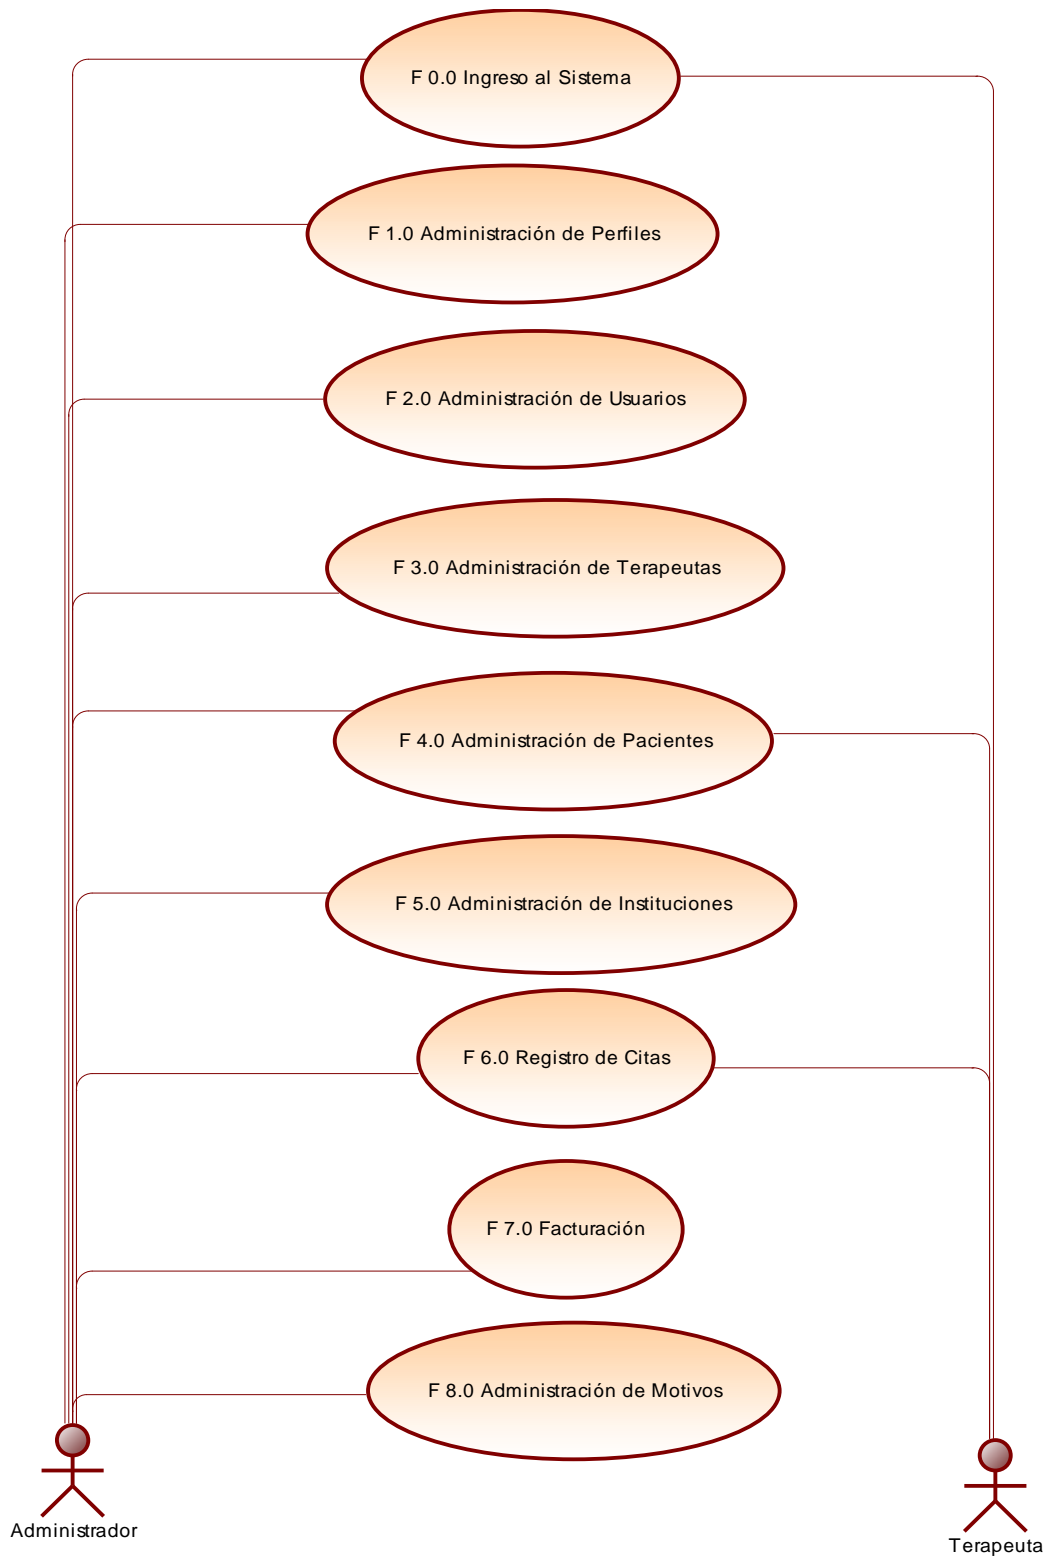 F 0.0 Ingreso al Sistema
F 1.0 Administración de Perfiles
F 2.0 Administración de Usuarios
F 3.0 Administración de Terapeutas
F 4.0 Administración de Pacientes
F 5.0 Administración de Instituciones
F 6.0 Registro de Citas
F 7.0 Facturación
F 8.0 Administración de Motivos
Administrador
Terapeuta